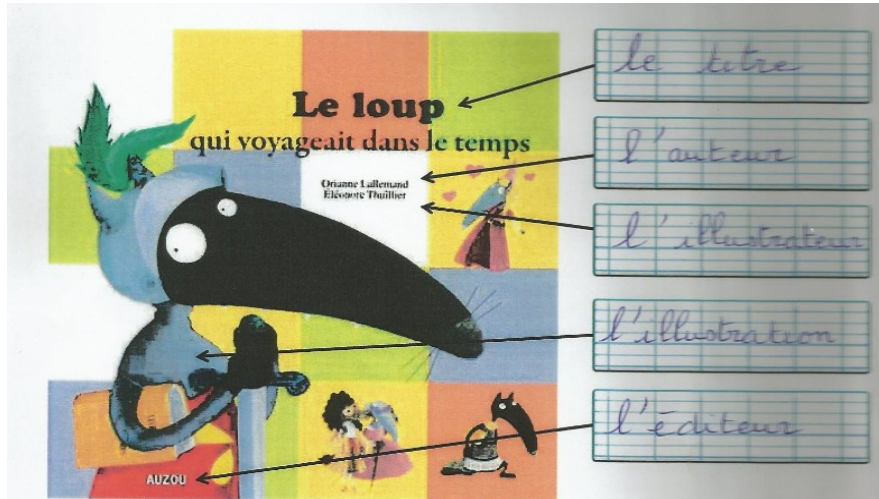 Le loup
qui voyageait dans le temps
Orianne Lallemand
Éléonore Thuillier
AUZOU
le titre
l'auteur
l'illustrateur
l'illustration
l'éditeur